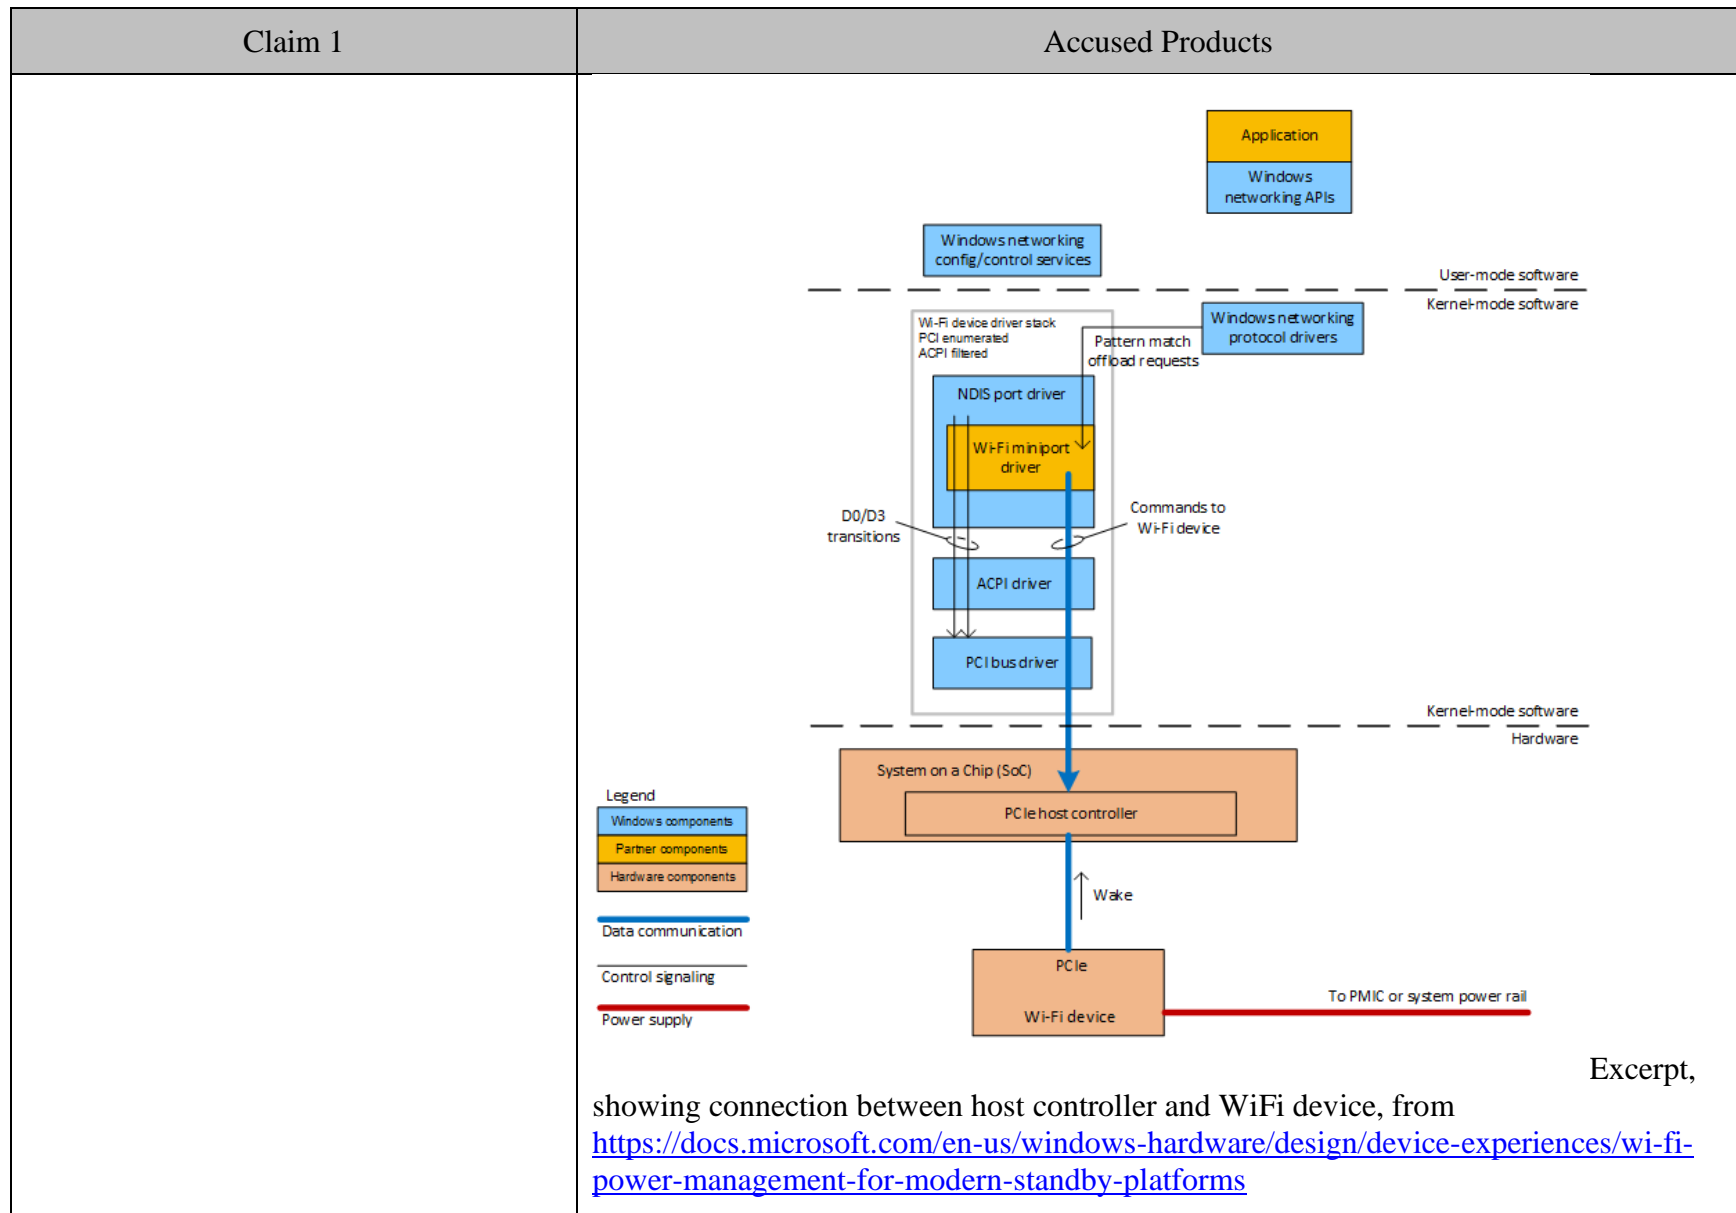 Claim 1
Accused Products
Application
Windows
networking APIs
Windows networking
config/control services
User-mode software
Kernel-mode software
Wi-Fi device driver stack
PCI enumerated
ACPI filtered
Pattern match
offload requests
Windows networking
protocol drivers
NDIS port driver
Wi-Fi miniport
driver
D0/D3
transitions
Commands to
Wi-Fi device
ACPI driver
PCI bus driver
Kernel-mode software
Hardware
System on a Chip (SoC)
PCIe host controller
Legend
Windows components
Partner components
Hardware components
Data communication
Control signaling
Power supply
Wake
PCIe
Wi-Fi device
To PMIC or system power rail
Excerpt,
showing connection between host controller and WiFi device, from
https://docs.microsoft.com/en-us/windows-hardware/design/device-experiences/wi-fi-
power-management-for-modern-standby-platforms